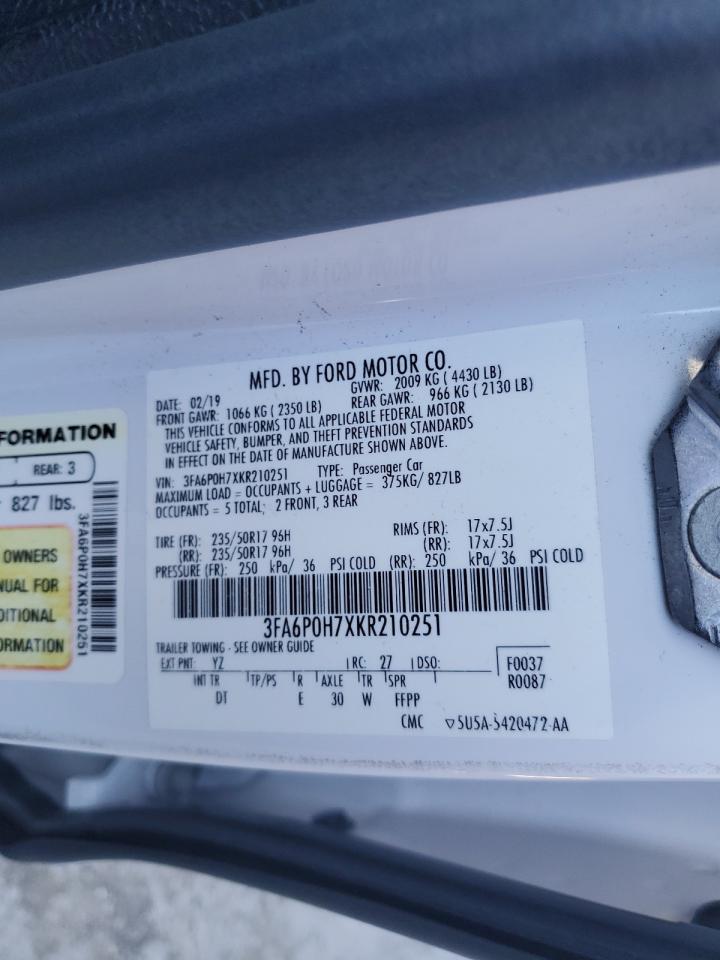 MFD. BY FORD MOTOR CO.
DATE: 02/19 GVWR: 2009 KG ( 4430 LB)
FRONT GAWR: 1066 KG ( 2350 LB) REAR GAWR: 966 KG ( 2130 LB)
THIS VEHICLE CONFORMS TO ALL APPLICABLE FEDERAL MOTOR
VEHICLE SAFETY, BUMPER, AND THEFT PREVENTION STANDARDS
IN EFFECT ON THE DATE OF MANUFACTURE SHOWN ABOVE.
VIN: 3FA6P0H7XKR210251 TYPE: Passenger Car
MAXIMUM LOAD = OCCUPANTS + LUGGAGE = 375KG/ 827LB
OCCUPANTS = 5 TOTAL; 2 FRONT, 3 REAR
TIRE (FR): 235/50R17 96H RIMS (FR): 17x7.5J
(RR): 235/50R17 96H (RR): 17x7.5J
PRESSURE (FR): 250 kPa/ 36 PSI COLD (RR): 250 kPa/ 36 PSI COLD
3FA6P0H7XKR210251
TRAILER TOWING - SEE OWNER GUIDE
EXT PNT: YZ RC: 27 DSO: F0037
INT TR TP/PS R AXLE TR SPR R0087
DT E 30 W FFPP
CMC ▽5U5A-5420472-AA
FORMATION
REAR: 3
827 lbs.
OWNERS
NUAL FOR
DITIONAL
ORMATION
3FA6P0H7XKR210251